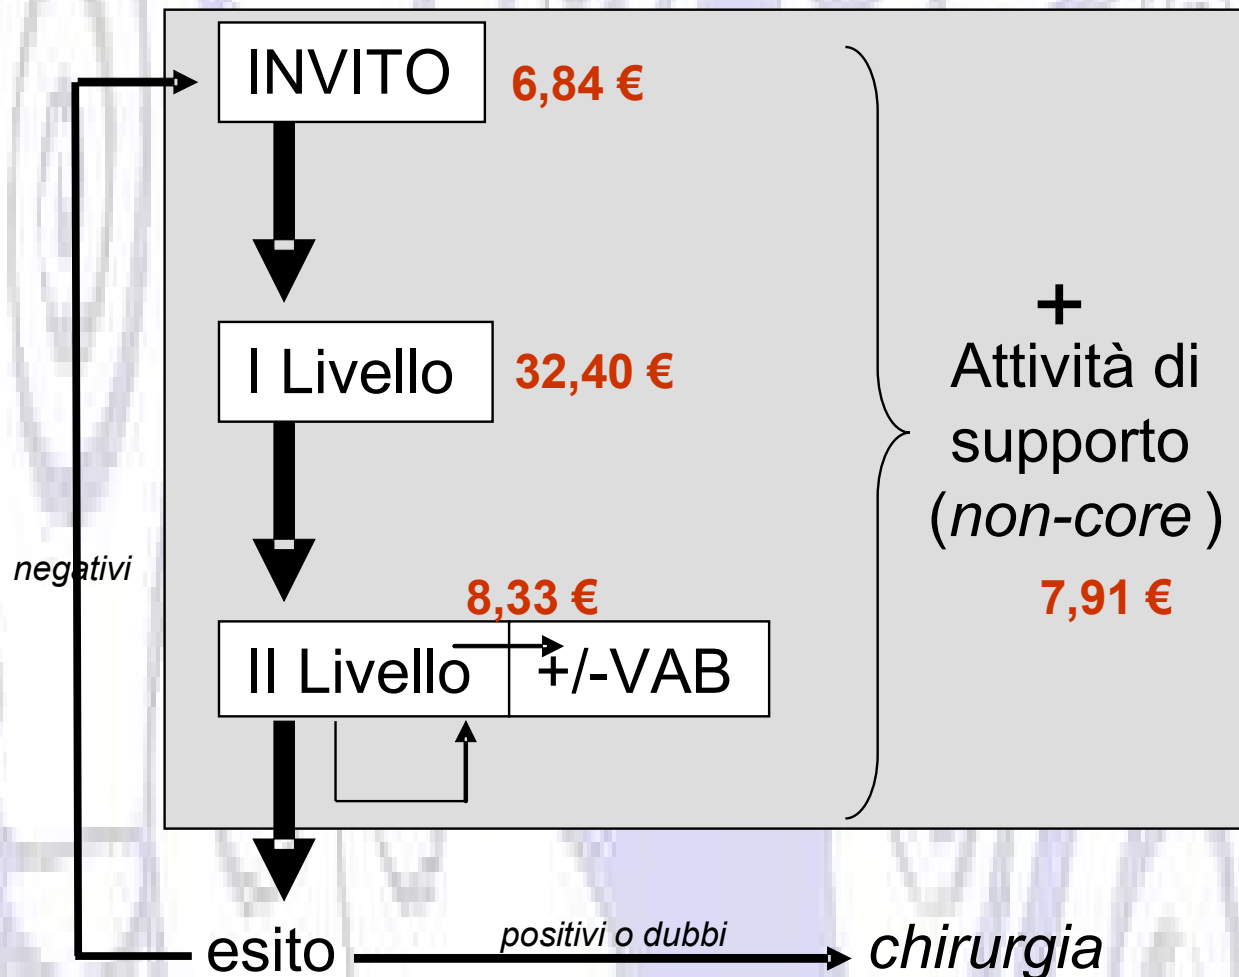 INVITO
6,84 €
I Livello
32,40 €
+
Attività di
supporto
(non-core )
7,91 €
negativi
8,33 €
II Livello
+/-VAB
esito
positivi o dubbi
chirurgia